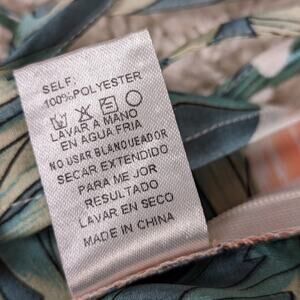 SELF:
100%POLYESTER
LAVAR A MANO
EN AGUA FRIA
NO USAR BLANQUEADOR
SECAR EXTENDIDO
PARA ME JOR
RESULTADO
LAVAR EN SECO
MADE IN CHINA